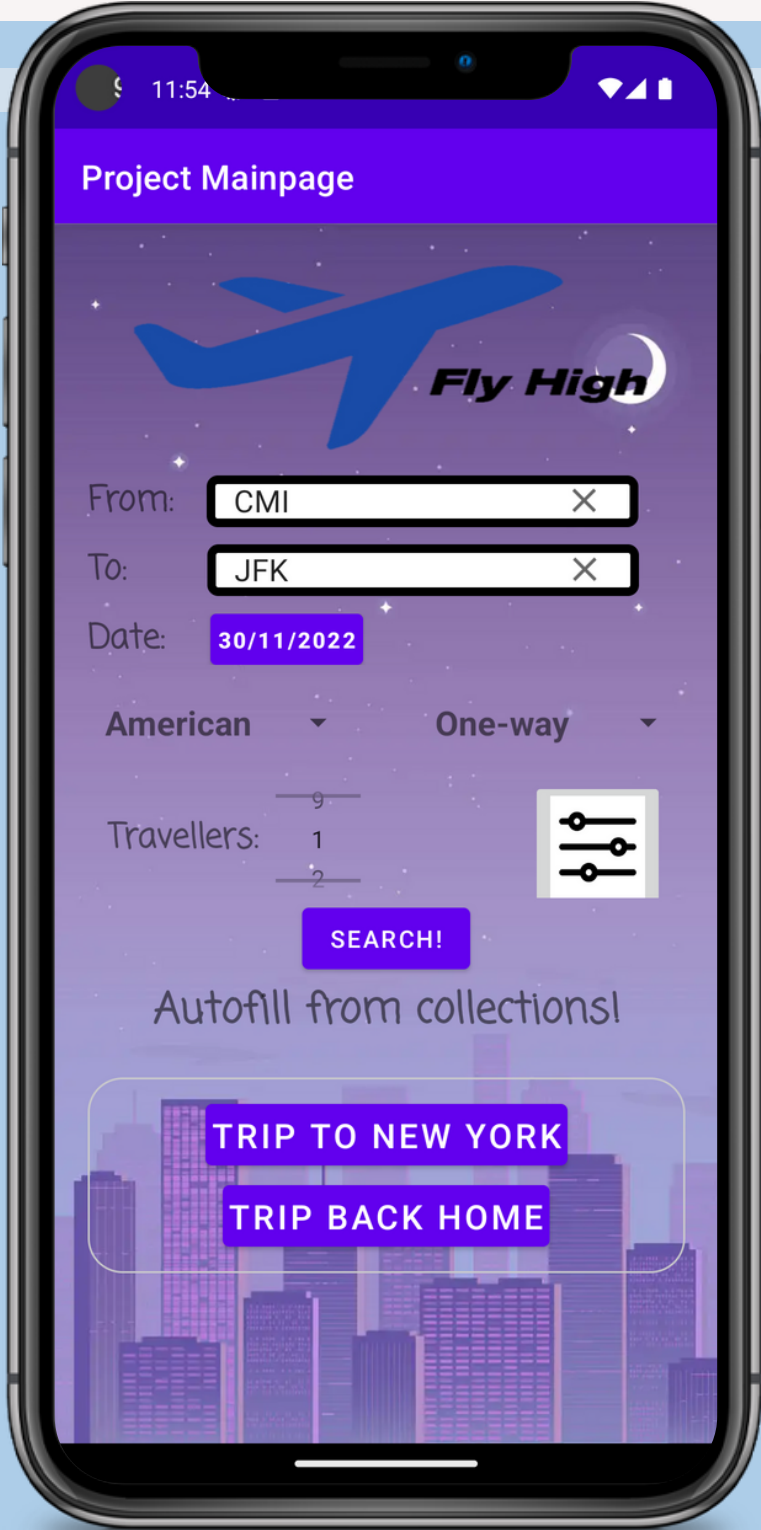 11:54
Project Mainpage
Fly High
From: CMI
To: JFK
Date: 30/11/2022
American One-way
9
Travellers: 1
2
SEARCH!
Autofill from collections!
TRIP TO NEW YORK
TRIP BACK HOME